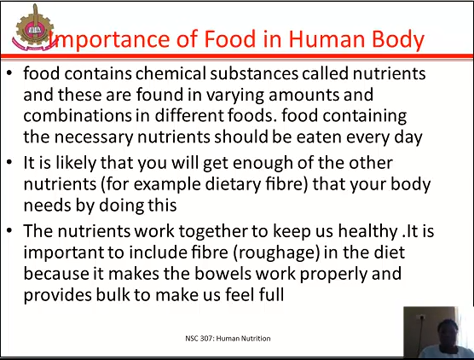 Importance of Food in Human Body
• food contains chemical substances called nutrients
and these are found in varying amounts and
combinations in different foods. food containing
the necessary nutrients should be eaten every day
• It is likely that you will get enough of the other
nutrients (for example dietary fibre) that your body
needs by doing this
• The nutrients work together to keep us healthy .It is
important to include fibre (roughage) in the diet
because it makes the bowels work properly and
provides bulk to make us feel full
NSC 307: Human Nutrition